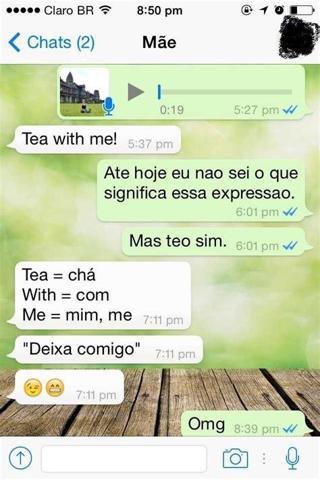 Claro BR 8:50 pm
Chats (2) Mãe
0:19 5:27 pm
Tea with me! 5:37 pm
Ate hoje eu nao sei o que
significa essa expressao.
6:01 pm
Mas teo sim. 6:01 pm
Tea = chá
With = com
Me = mim, me 7:11 pm
"Deixa comigo" 7:11 pm
7:11 pm
Omg 8:39 pm